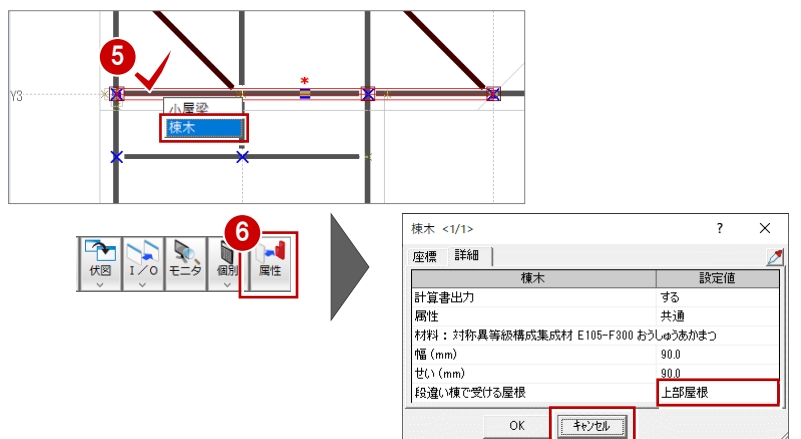 5
*
Y3
小屋梁
棟木
6
伏図
I/O
モニタ
個別
属性
棟木 <1/1>
? ×
座標 詳細
棟木 設定値
計算書出力 する
属性 共通
材料：対称異等級構成集成材 E105-F300 おうしゅうあかまつ
幅(mm) 90.0
せい(mm) 90.0
段違い棟で受ける屋根 上部屋根
OK キャンセル